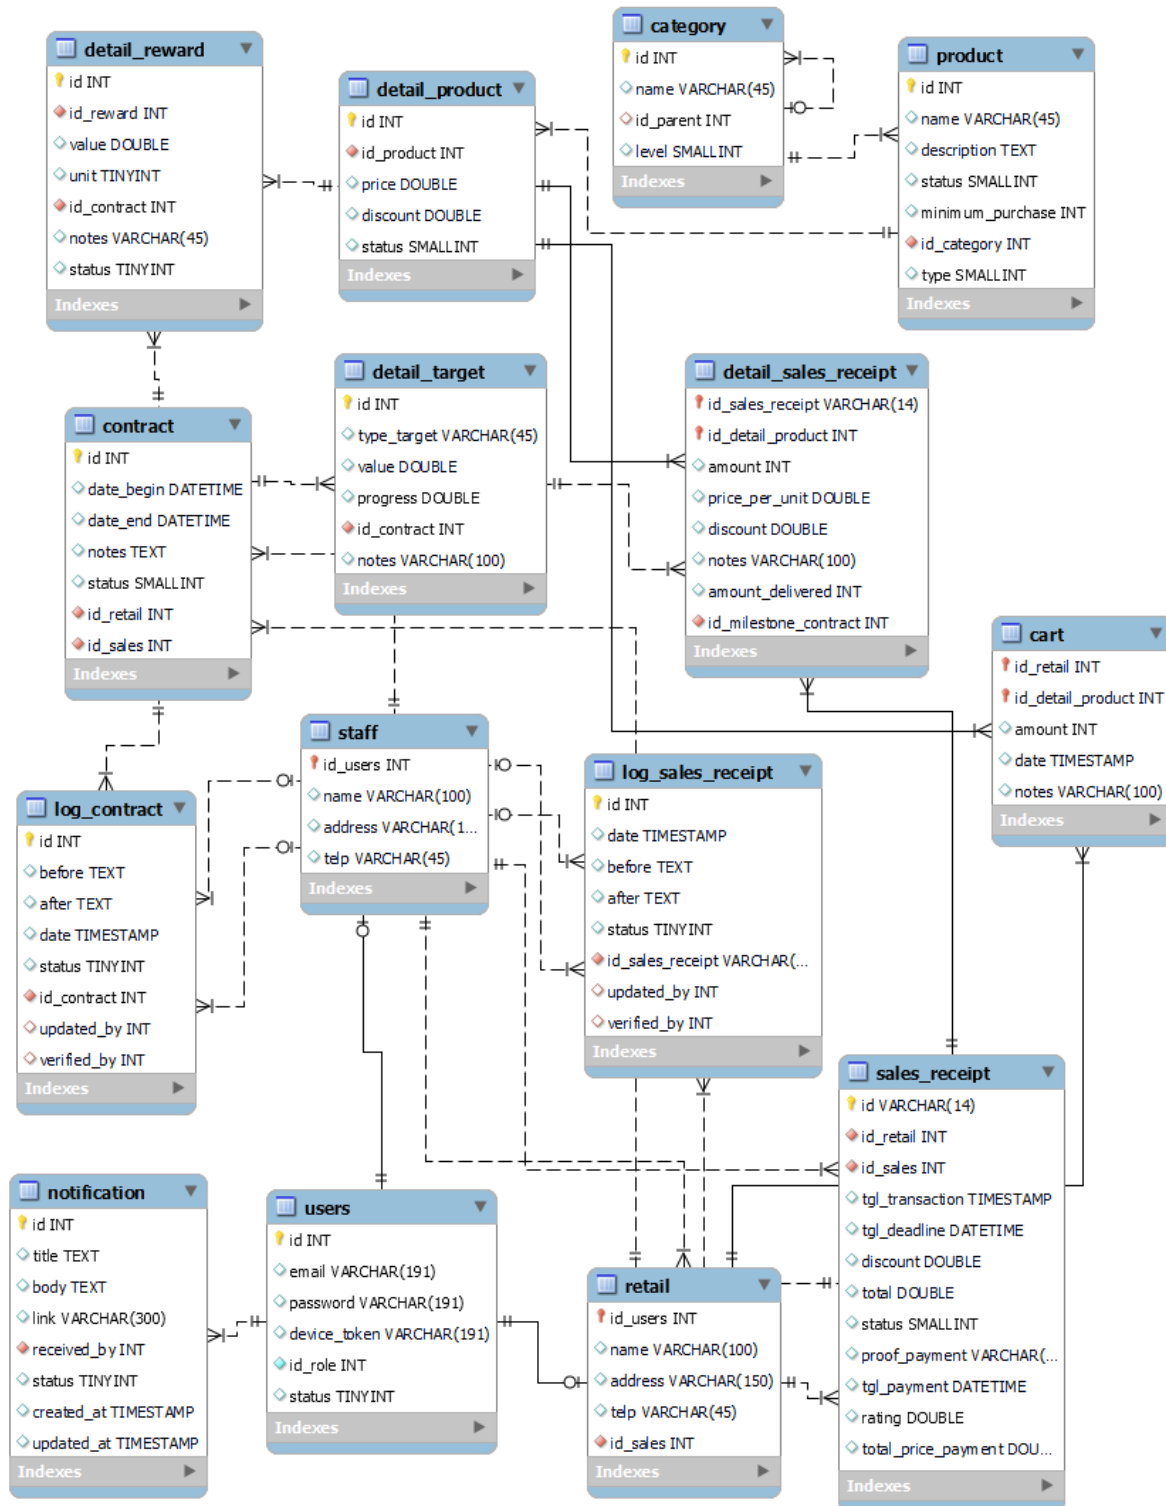 detail_reward
id INT
id_reward INT
value DOUBLE
unit TINYINT
id_contract INT
notes VARCHAR(45)
status TINYINT
Indexes
detail_product
id INT
id_product INT
price DOUBLE
discount DOUBLE
status SMALLINT
Indexes
category
id INT
name VARCHAR(45)
id_parent INT
level SMALLINT
Indexes
product
id INT
name VARCHAR(45)
description TEXT
status SMALLINT
minimum_purchase INT
id_category INT
type SMALLINT
Indexes
contract
id INT
date_begin DATETIME
date_end DATETIME
notes TEXT
status SMALLINT
id_retail INT
id_sales INT
Indexes
detail_target
id INT
type_target VARCHAR(45)
value DOUBLE
progress DOUBLE
id_contract INT
notes VARCHAR(100)
Indexes
detail_sales_receipt
id_sales_receipt VARCHAR(14)
id_detail_product INT
amount INT
price_per_unit DOUBLE
discount DOUBLE
notes VARCHAR(100)
amount_delivered INT
id_milestone_contract INT
Indexes
cart
id_retail INT
id_detail_product INT
amount INT
date TIMESTAMP
notes VARCHAR(100)
Indexes
log_contract
id INT
before TEXT
after TEXT
date TIMESTAMP
status TINYINT
id_contract INT
updated_by INT
verified_by INT
Indexes
staff
id_users INT
name VARCHAR(100)
address VARCHAR(1...
telp VARCHAR(45)
Indexes
log_sales_receipt
id INT
date TIMESTAMP
before TEXT
after TEXT
status TINYINT
id_sales_receipt VARCHAR(...
updated_by INT
verified_by INT
Indexes
sales_receipt
id VARCHAR(14)
id_retail INT
id_sales INT
tgl_transaction TIMESTAMP
tgl_deadline DATETIME
discount DOUBLE
total DOUBLE
status SMALLINT
proof_payment VARCHAR(...
tgl_payment DATETIME
rating DOUBLE
total_price_payment DOU...
Indexes
notification
id INT
title TEXT
body TEXT
link VARCHAR(300)
received_by INT
status TINYINT
created_at TIMESTAMP
updated_at TIMESTAMP
Indexes
users
id INT
email VARCHAR(191)
password VARCHAR(191)
device_token VARCHAR(191)
id_role INT
status TINYINT
Indexes
retail
id_users INT
name VARCHAR(100)
address VARCHAR(150)
telp VARCHAR(45)
id_sales INT
Indexes